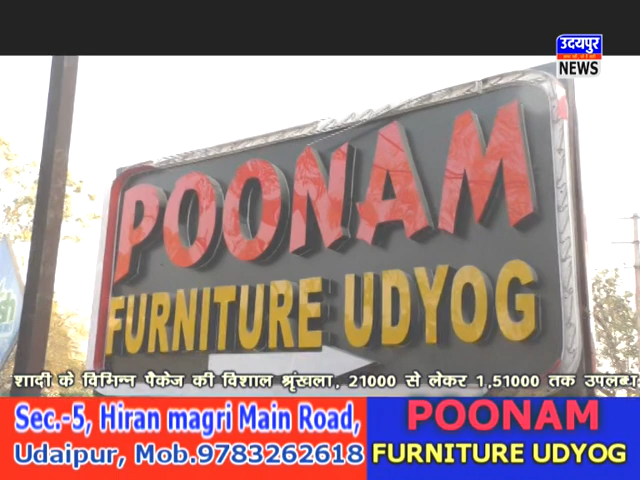 उदयपुर
NEWS
POONAM
FURNITURE UDYOG
शादी के विभिन्न पैकेज की विशाल श्रृंखला, 21000 से लेकर 1,51000 तक उपलब्ध
Sec.-5, Hiran magri Main Road,
Udaipur, Mob.9783262618
POONAM
FURNITURE UDYOG